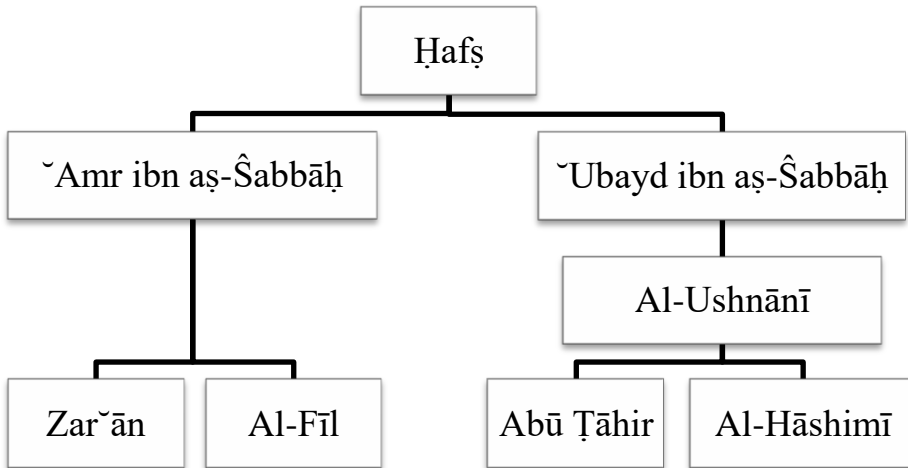 Ḥafṣ
˘Amr ibn aṣ-Ŝabbāḥ
˘Ubayd ibn aṣ-Ŝabbāḥ
Al-Ushnānī
Zar˘ān
Al-Fīl
Abū Ṭāhir
Al-Hāshimī